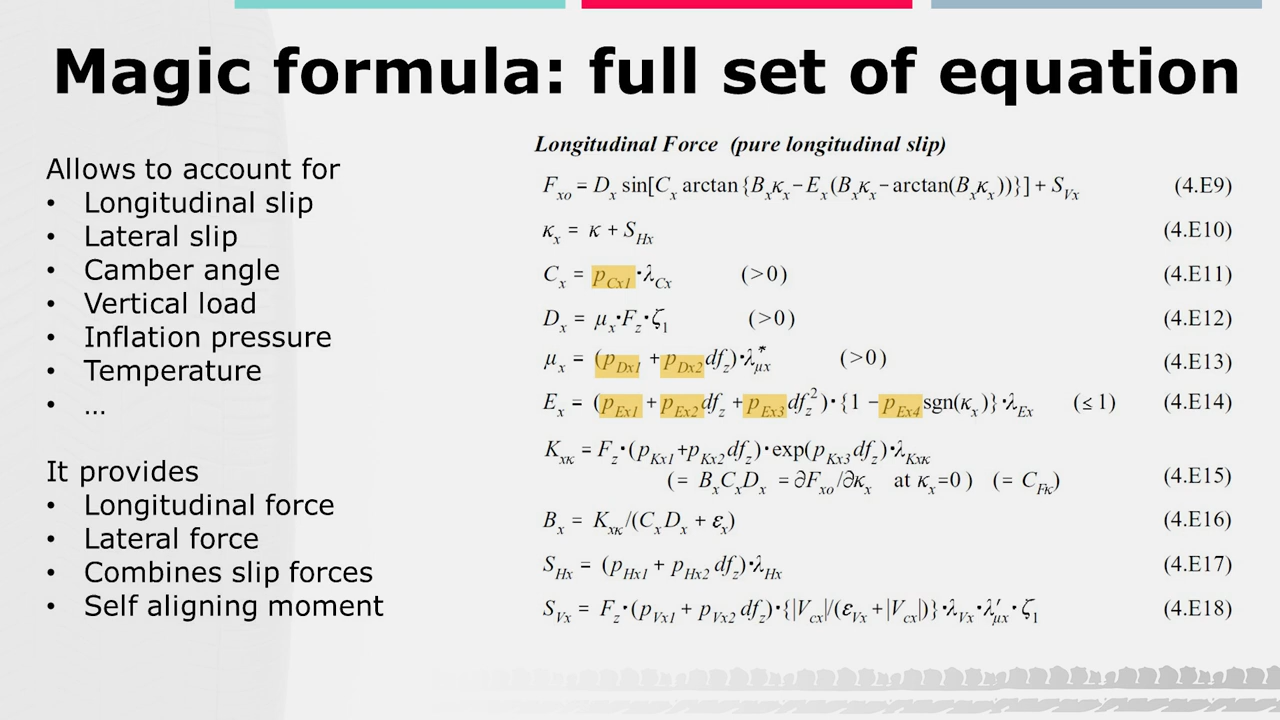 Magic formula: full set of equation
Allows to account for
• Longitudinal slip
• Lateral slip
• Camber angle
• Vertical load
• Inflation pressure
• Temperature
• ...
It provides
• Longitudinal force
• Lateral force
• Combines slip forces
• Self aligning moment
Longitudinal Force (pure longitudinal slip)
F_xo = D_x sin[C_x arctan{B_xκ_x − E_x(B_xκ_x − arctan(B_xκ_x))}] + S_Vx (4.E9)
κ_x = κ + S_Hx (4.E10)
C_x = p_Cx1·λ_Cx (>0) (4.E11)
D_x = μ_x·F_z·ζ_1 (>0) (4.E12)
μ_x = (p_Dx1 + p_Dx2 df_z)·λ*_μx (>0) (4.E13)
E_x = (p_Ex1 + p_Ex2 df_z + p_Ex3 df_z^2)·{1 − p_Ex4 sgn(κ_x)}·λ_Ex (≤ 1) (4.E14)
K_xκ = F_z·(p_Kx1 + p_Kx2 df_z)·exp(p_Kx3 df_z)·λ_Kxκ
(= B_xC_xD_x = ∂F_xo/∂κ_x at κ_x=0) (= C_Fκ) (4.E15)
B_x = K_xκ/(C_xD_x + ε_x) (4.E16)
S_Hx = (p_Hx1 + p_Hx2 df_z)·λ_Hx (4.E17)
S_Vx = F_z·(p_Vx1 + p_Vx2 df_z)·{|V_cx|/(ε_Vx + |V_cx|)}·λ_Vx·λ′_μx·ζ_1 (4.E18)